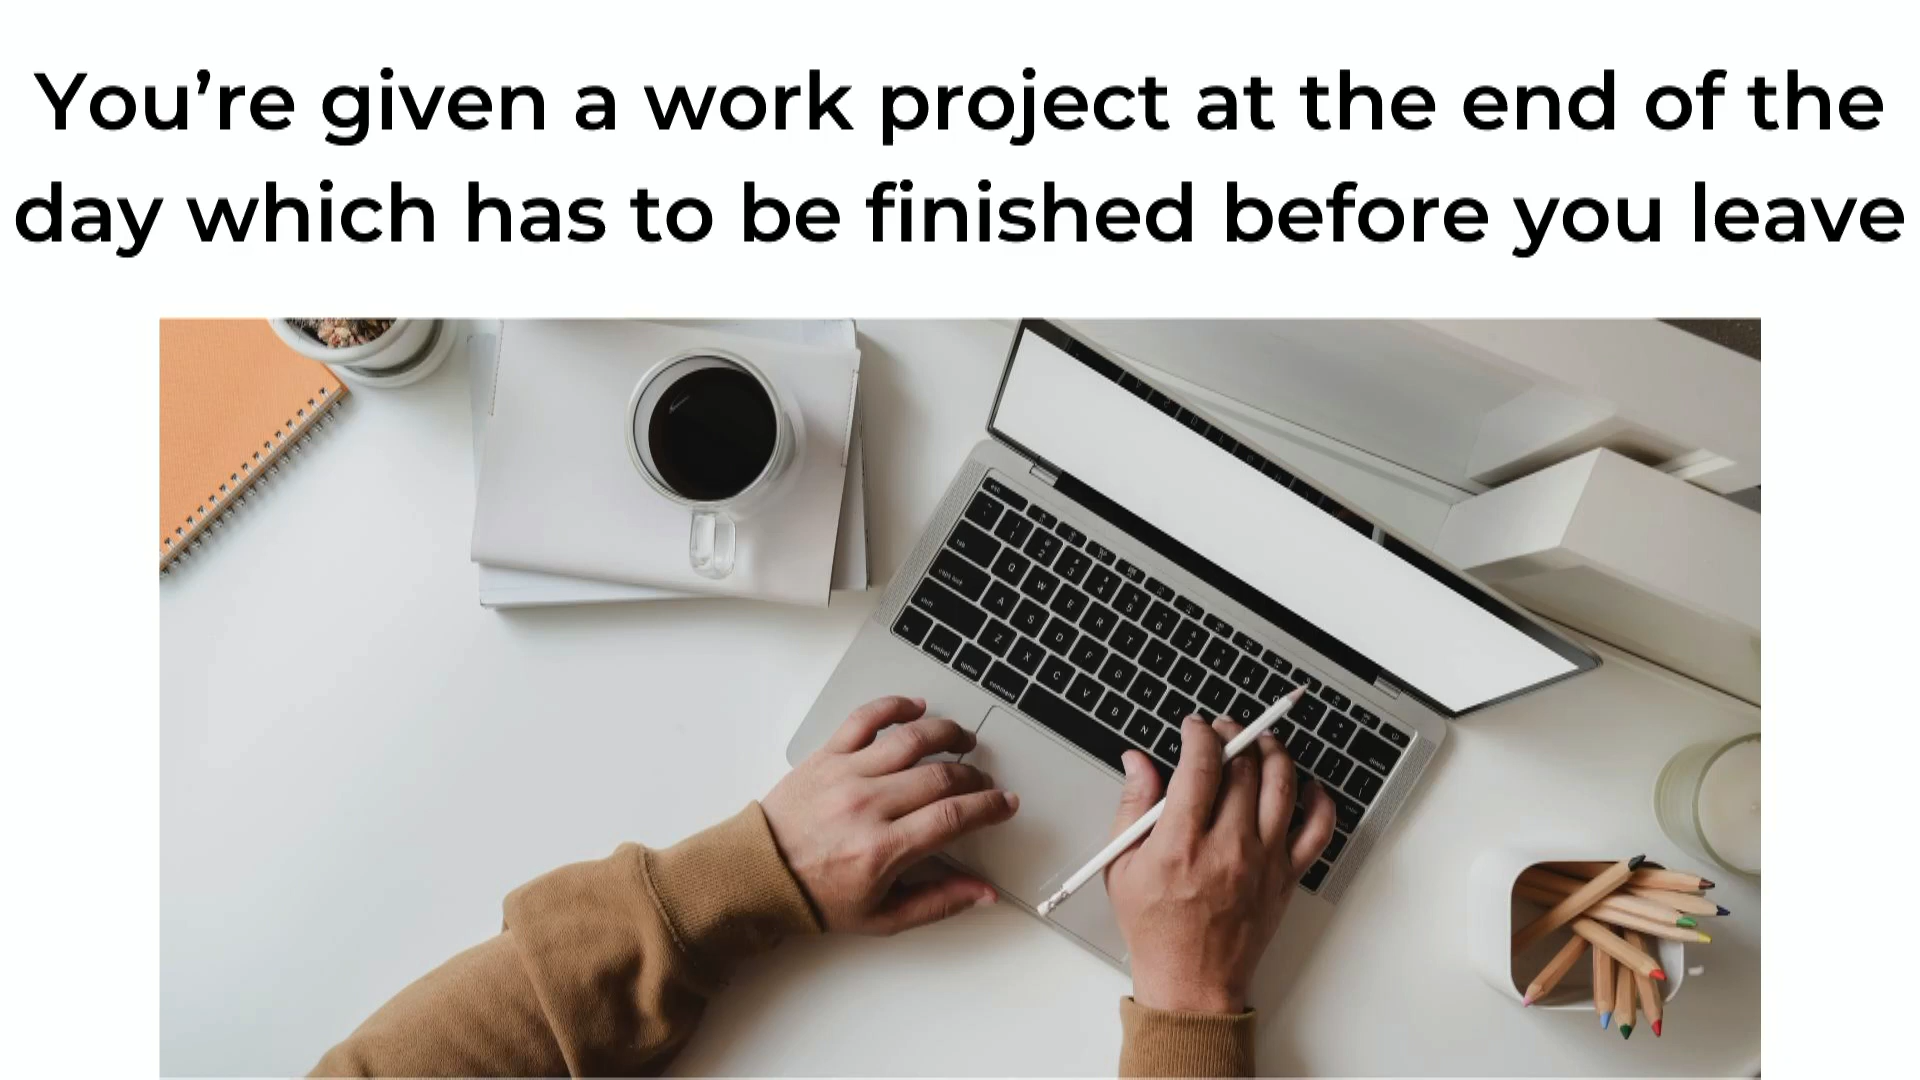 You’re given a work project at the end of the
day which has to be finished before you leave